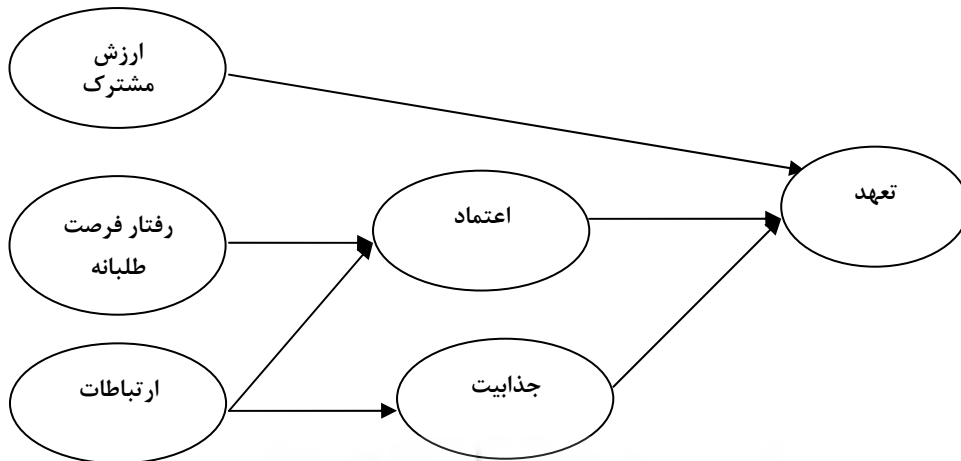 ارزش
مشترک
تعهد
رفتار فرصت
طلبانه
اعتماد
ارتباطات
جذابیت